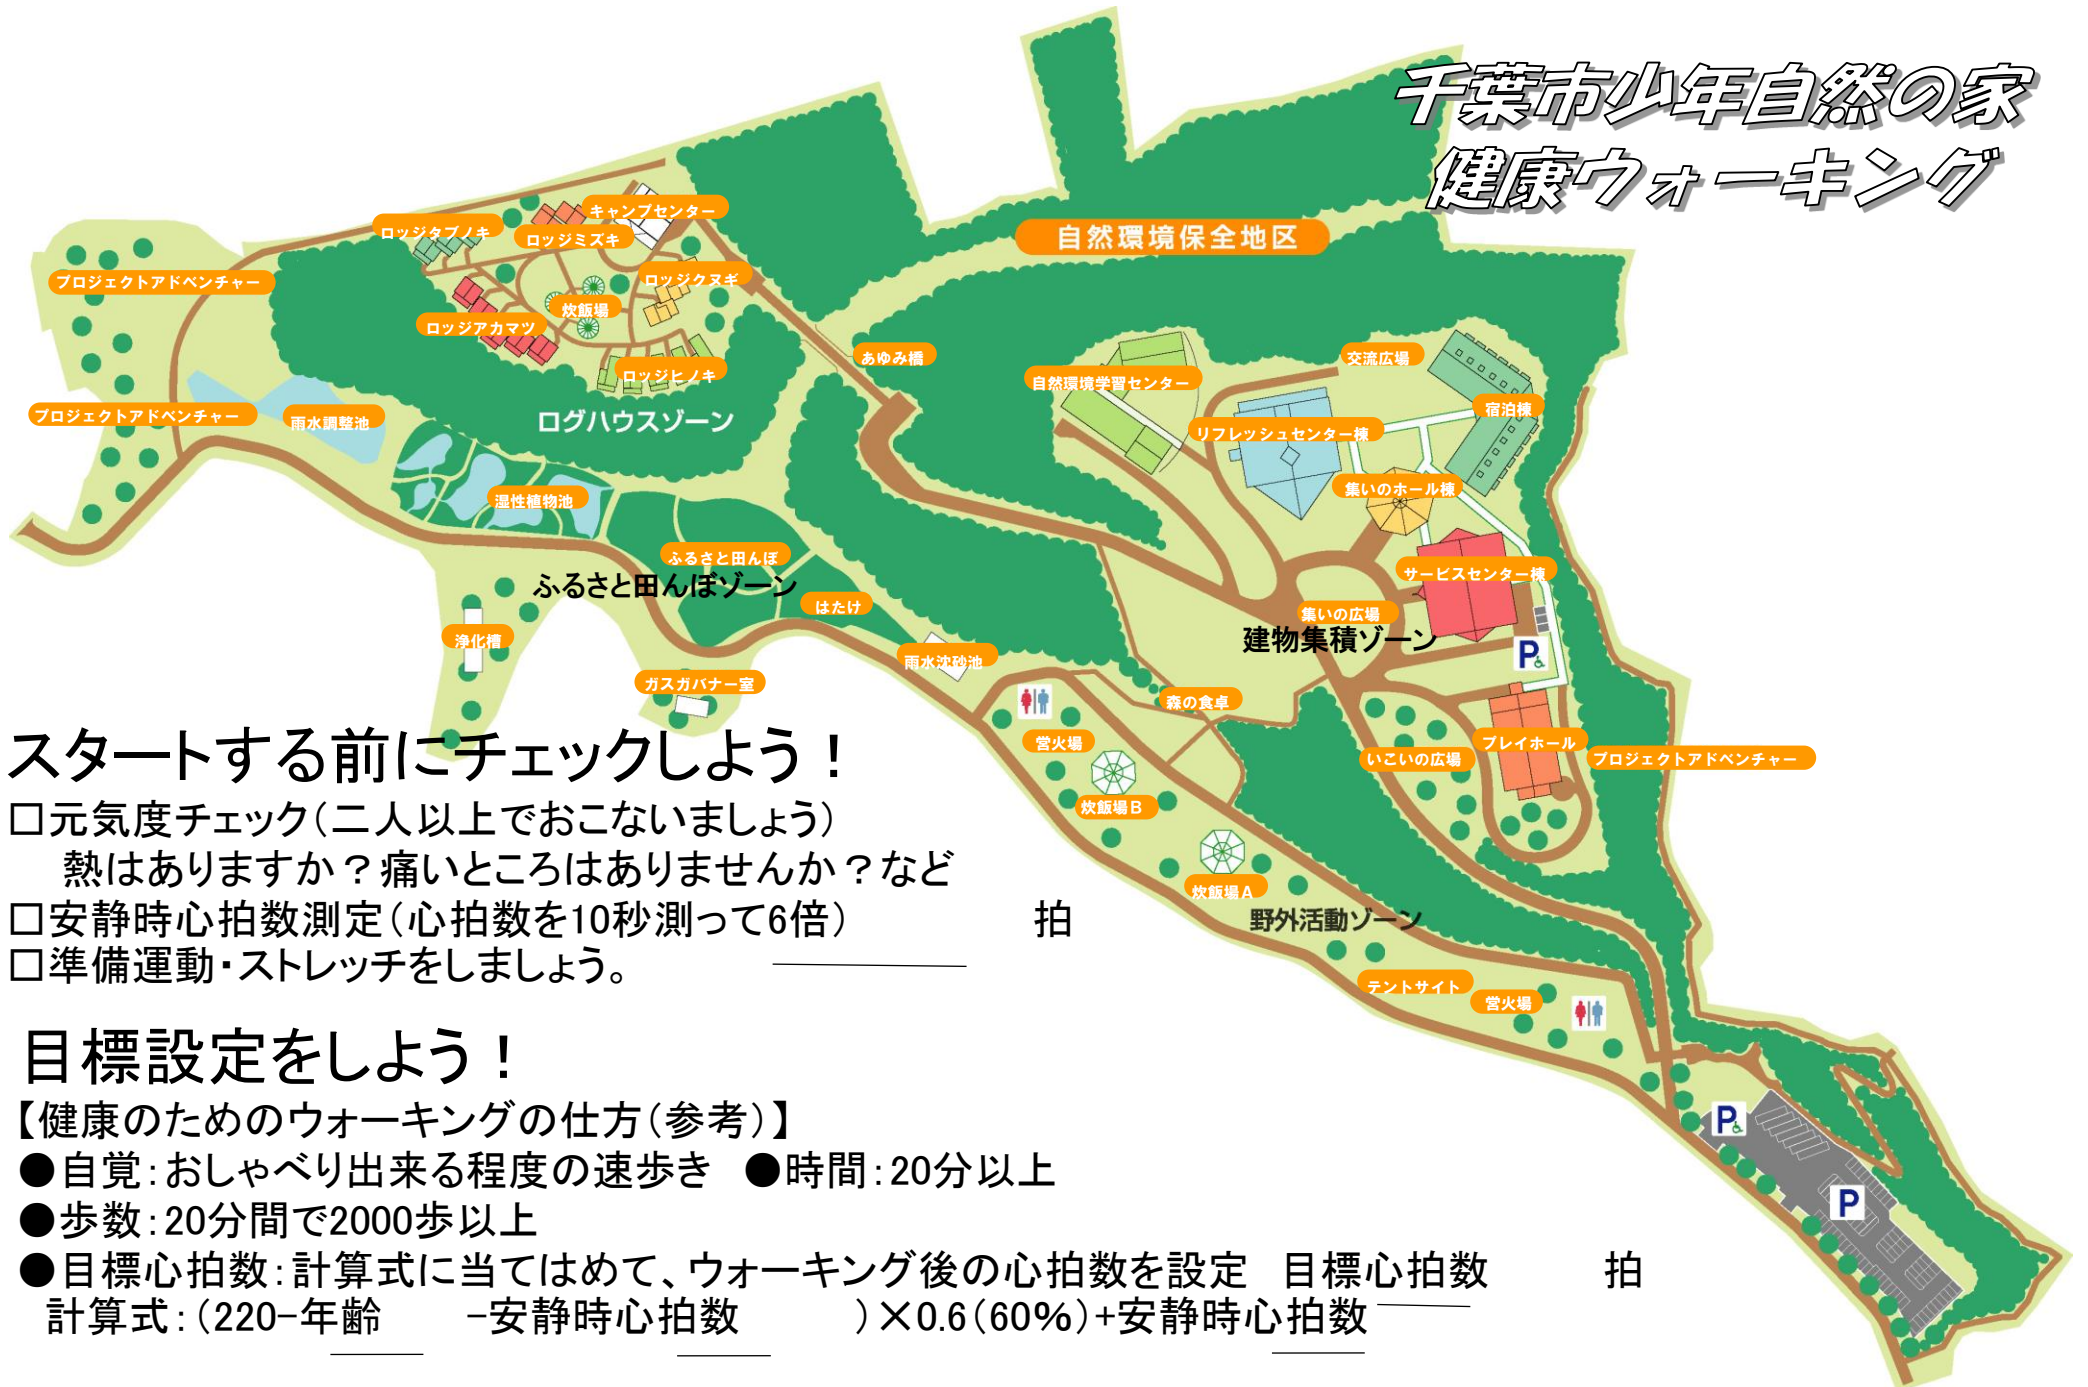 千葉市少年自然の家
健康ウォーキング
自然環境保全地区
キャンプセンター
ロッジタブノキ
ロッジミズキ
プロジェクトアドベンチャー
ロッジクヌギ
炊飯場
ロッジアカマツ
あゆみ橋
交流広場
ロッジヒノキ
自然環境学習センター
宿泊棟
プロジェクトアドベンチャー
雨水調整池
ログハウスゾーン
リフレッシュセンター棟
湿性植物池
集いのホール棟
ふるさと田んぼ
ふるさと田んぼゾーン
サービスセンター棟
はたけ
集いの広場
建物集積ゾーン
浄化槽
雨水沈砂池
P
ガスガバナー室
森の食卓
営火場
プレイホール
いこいの広場
プロジェクトアドベンチャー
炊飯場B
炊飯場A
野外活動ゾーン
テントサイト
営火場
P
P
スタートする前にチェックしよう！
□元気度チェック（二人以上でおこないましょう）
熱はありますか？痛いところはありませんか？など
□安静時心拍数測定（心拍数を10秒測って6倍） 拍
□準備運動・ストレッチをしましょう。
目標設定をしよう！
【健康のためのウォーキングの仕方（参考）】
●自覚：おしゃべり出来る程度の速歩き ●時間：20分以上
●歩数：20分間で2000歩以上
●目標心拍数：計算式に当てはめて、ウォーキング後の心拍数を設定 目標心拍数 拍
計算式：（220-年齢 -安静時心拍数 ）×0.6（60%）+安静時心拍数